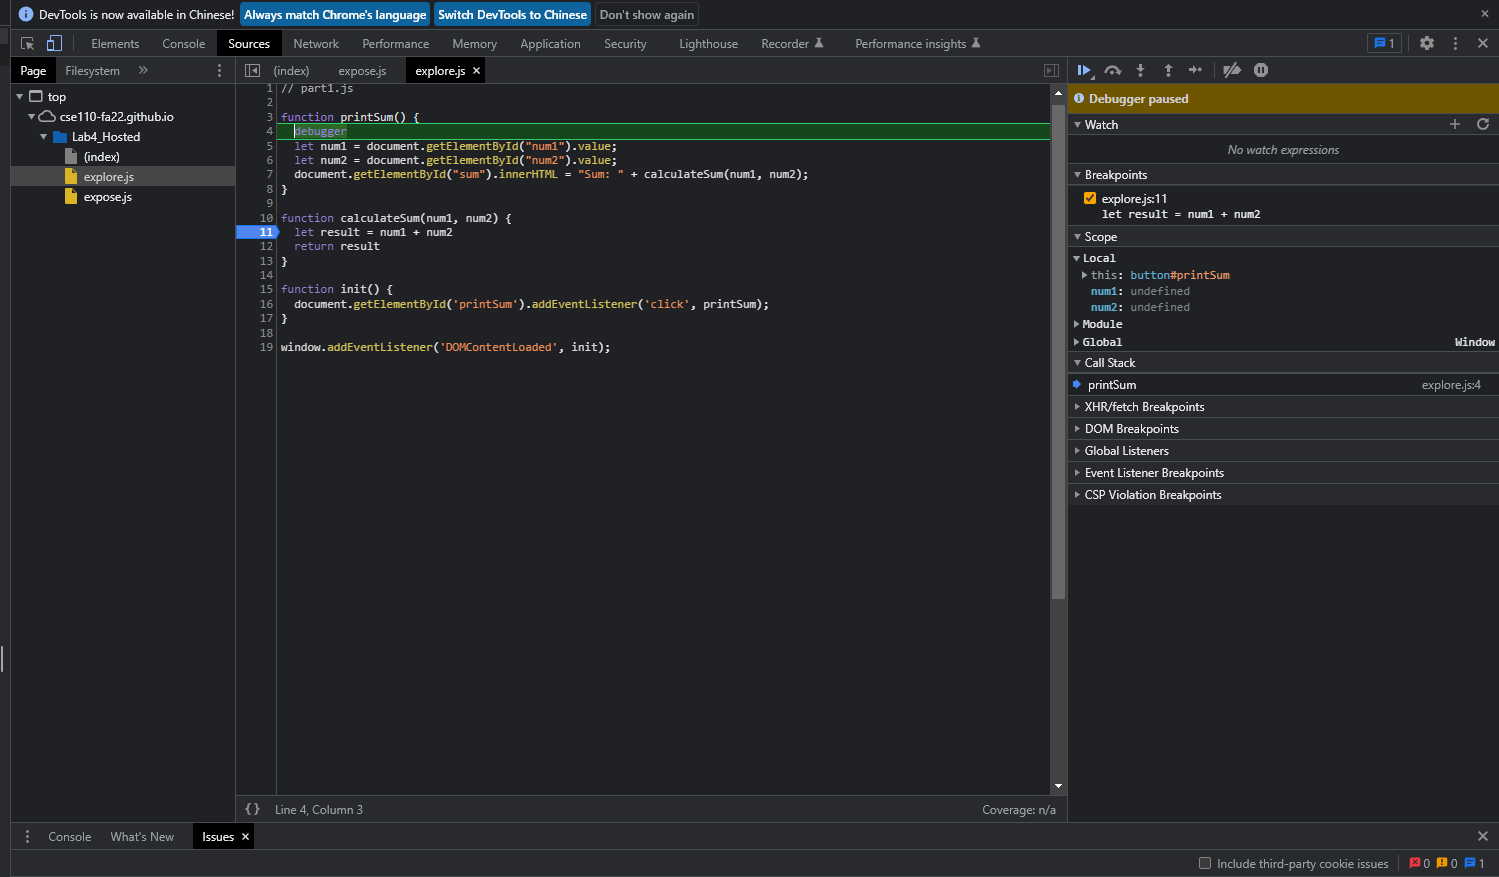 DevTools is now available in Chinese! Always match Chrome's language Switch DevTools to Chinese Don't show again
Elements Console Sources Network Performance Memory Application Security Lighthouse Recorder Performance insights 1
Page Filesystem
(index) expose.js explore.js
top
cse110-fa22.github.io
Lab4_Hosted
(index)
explore.js
expose.js
1 // part1.js
2
3 function printSum() {
4 debugger
5 let num1 = document.getElementById("num1").value;
6 let num2 = document.getElementById("num2").value;
7 document.getElementById("sum").innerHTML = "Sum: " + calculateSum(num1, num2);
8 }
9
10 function calculateSum(num1, num2) {
11 let result = num1 + num2
12 return result
13 }
14
15 function init() {
16 document.getElementById('printSum').addEventListener('click', printSum);
17 }
18
19 window.addEventListener('DOMContentLoaded', init);
{} Line 4, Column 3 Coverage: n/a
Debugger paused
Watch
No watch expressions
Breakpoints
explore.js:11
let result = num1 + num2
Scope
Local
this: button#printSum
num1: undefined
num2: undefined
Module
Global Window
Call Stack
printSum explore.js:4
XHR/fetch Breakpoints
DOM Breakpoints
Global Listeners
Event Listener Breakpoints
CSP Violation Breakpoints
Console What's New Issues
Include third-party cookie issues 0 0 1